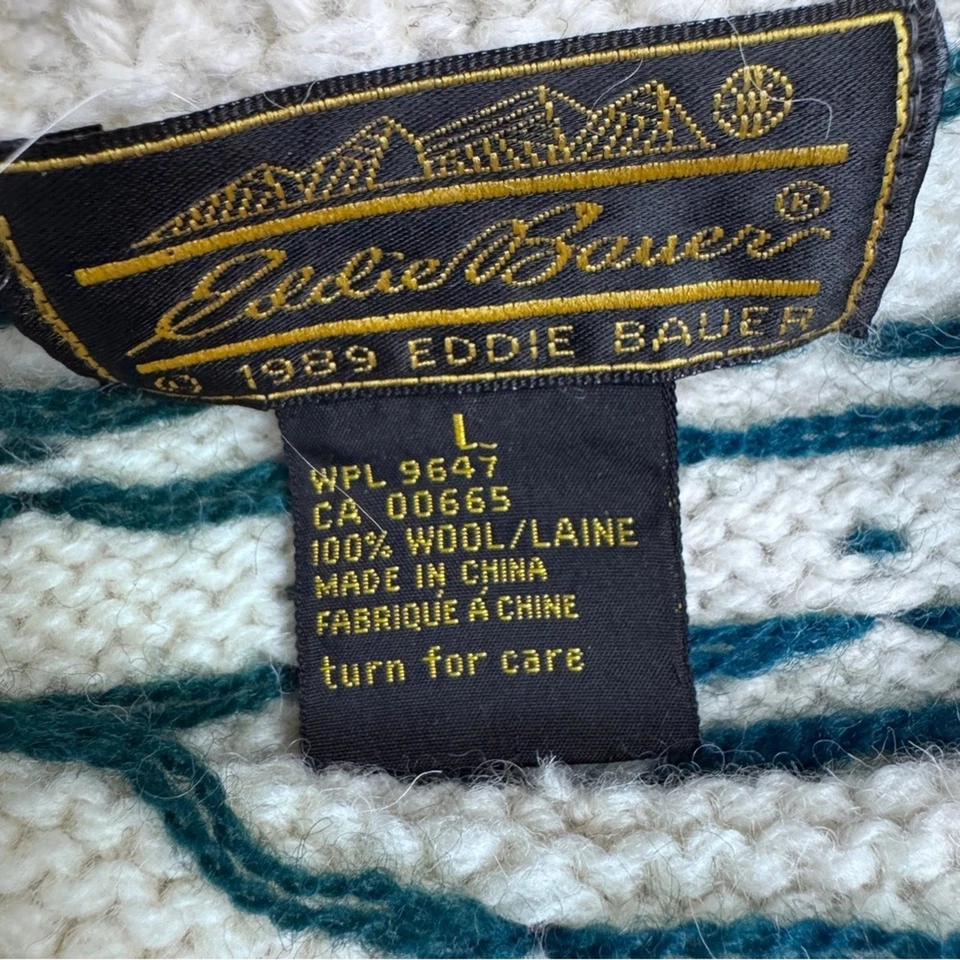 Eddie Bauer ®
© 1989 EDDIE BAUER
L
WPL 9647
CA 00665
100% WOOL/LAINE
MADE IN CHINA
FABRIQUÉ Á CHINE
turn for care